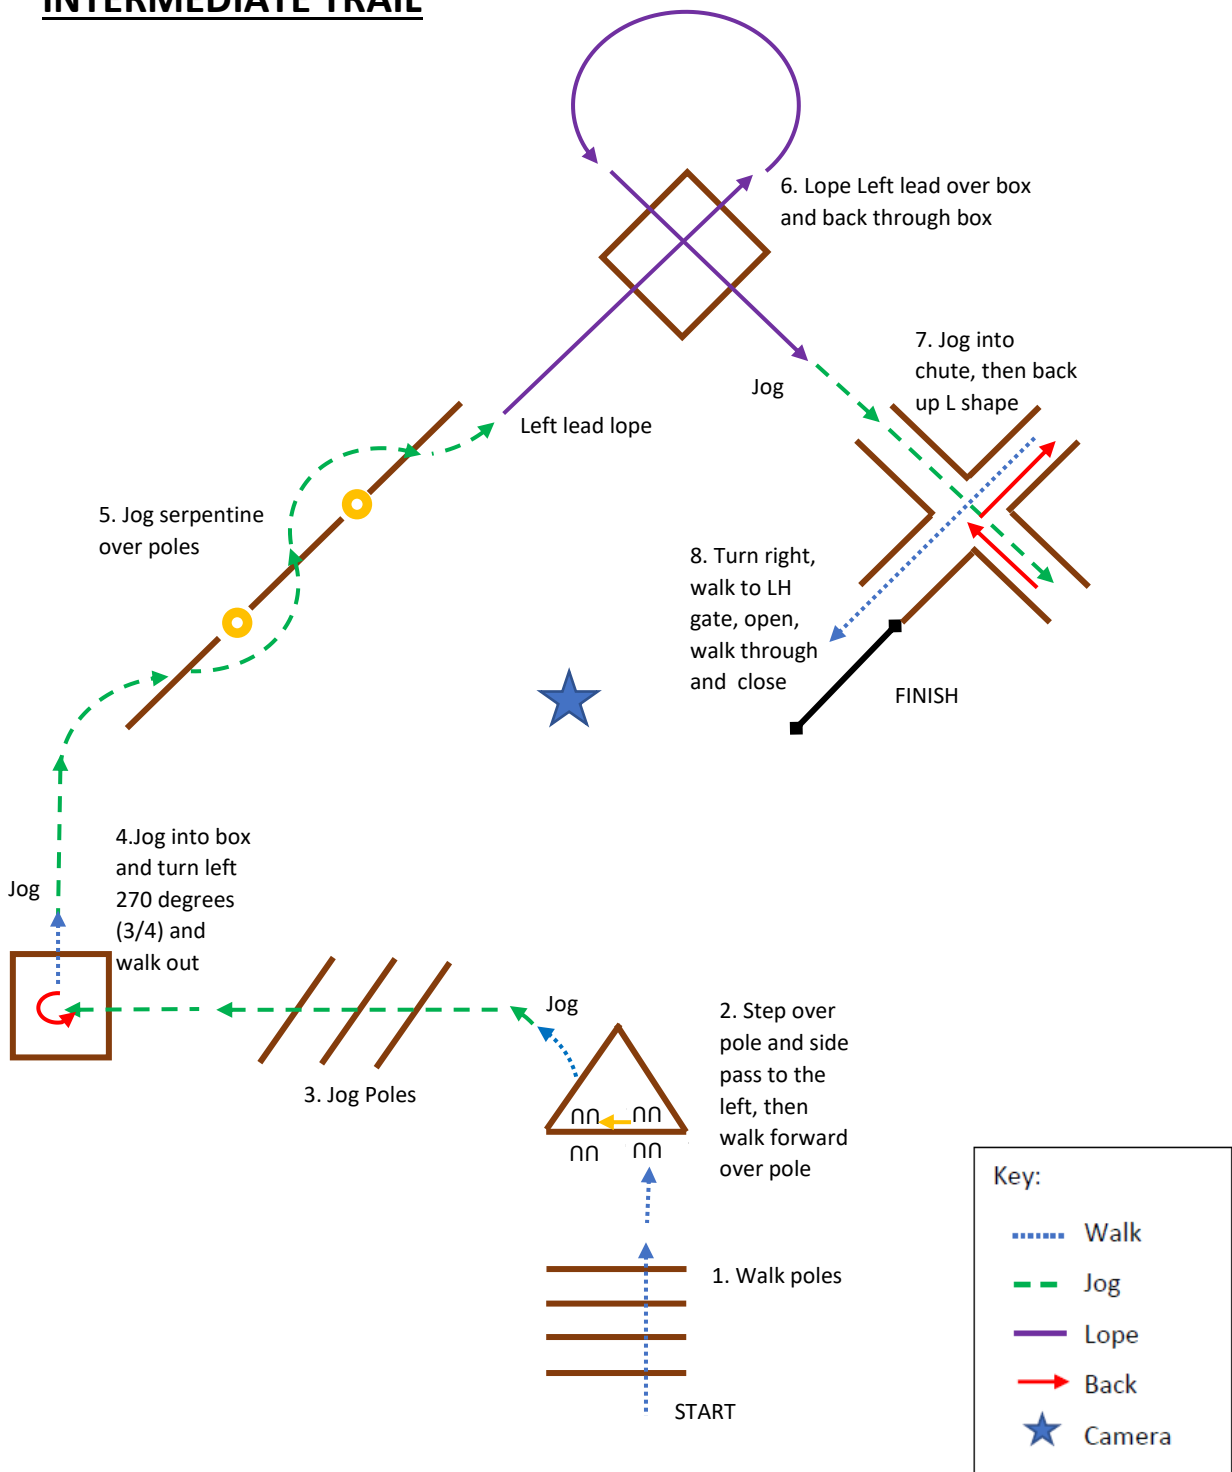 INTERMEDIATE TRAIL
6. Lope Left lead over box
and back through box
7. Jog into
chute, then back
up L shape
Jog
Left lead lope
5. Jog serpentine
over poles
8. Turn right,
walk to LH
gate, open,
walk through
and close
FINISH
4.Jog into box
and turn left
270 degrees
(3/4) and
walk out
Jog
Jog
2. Step over
pole and side
pass to the
left, then
walk forward
over pole
3. Jog Poles
1. Walk poles
START
Key:
Walk
Jog
Lope
Back
Camera